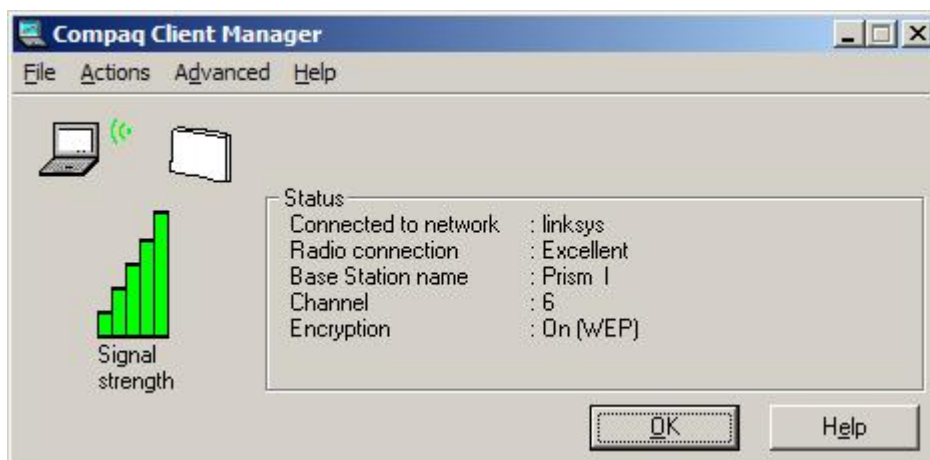 Compaq Client Manager
File Actions Advanced Help
Status
Connected to network : linksys
Radio connection : Excellent
Base Station name : Prism I
Channel : 6
Encryption : On (WEP)
Signal
strength
OK Help